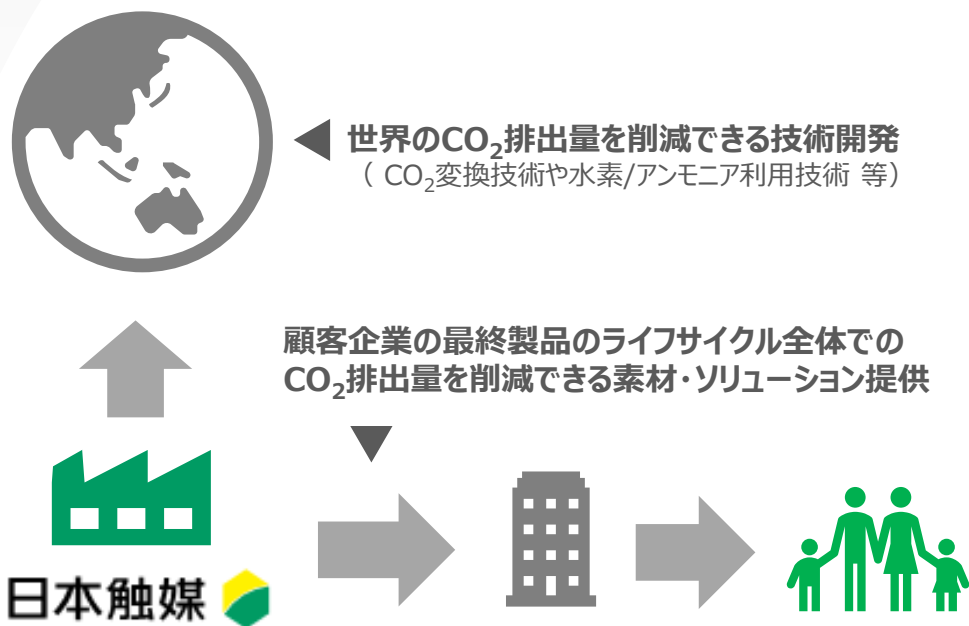 世界のCO₂排出量を削減できる技術開発
（ CO₂変換技術や水素/アンモニア利用技術 等）
顧客企業の最終製品のライフサイクル全体での
CO₂排出量を削減できる素材・ソリューション提供
日本触媒